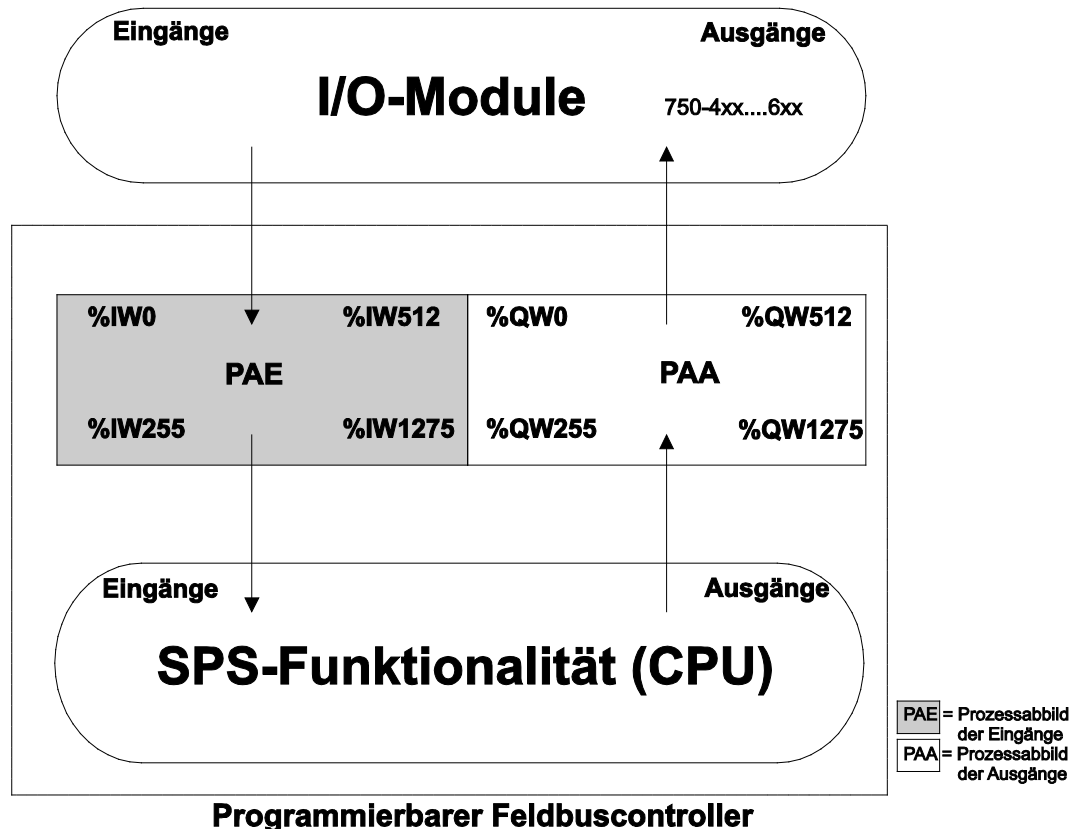 Eingänge Ausgänge
I/O-Module 750-4xx....6xx
%IW0 %IW512 %QW0 %QW512
PAE PAA
%IW255 %IW1275 %QW255 %QW1275
Eingänge Ausgänge
SPS-Funktionalität (CPU)
PAE = Prozessabbild
der Eingänge
PAA = Prozessabbild
der Ausgänge
Programmierbarer Feldbuscontroller